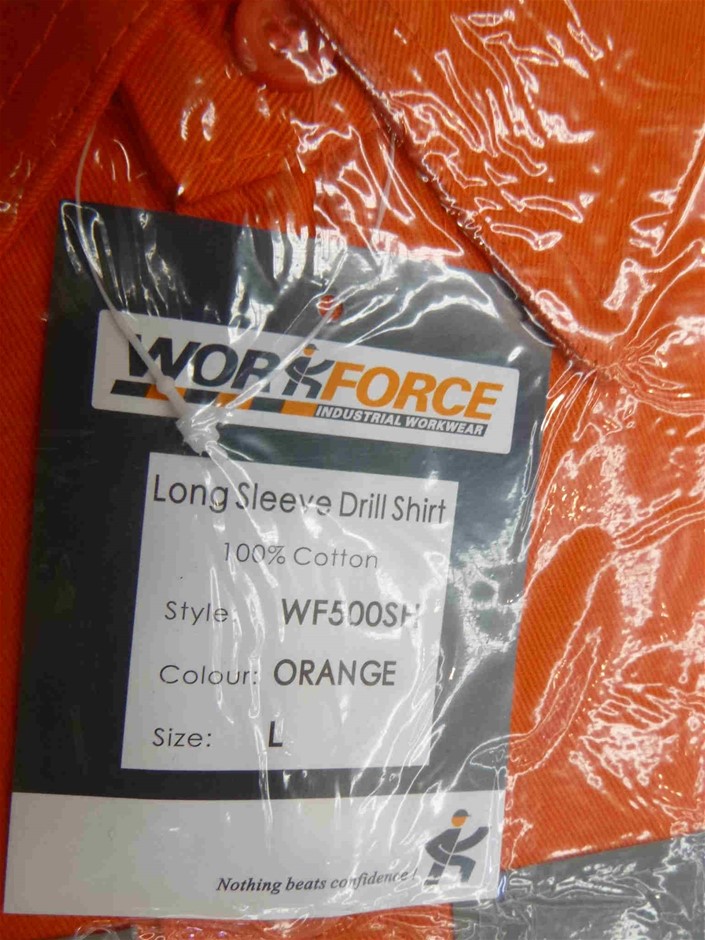 WORKFORCE
INDUSTRIAL WORKWEAR
Long Sleeve Drill Shirt
100% Cotton
Style: WF500SH
Colour: ORANGE
Size: L
Nothing beats confidence!